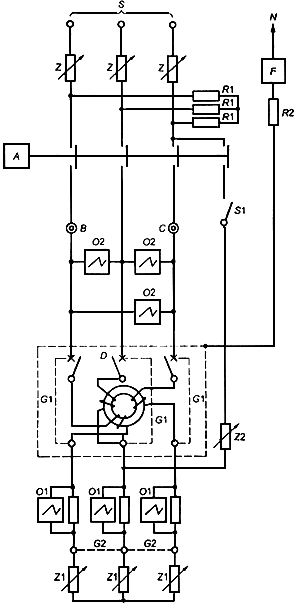 S
N
Z Z Z
F
R1
R1
R1
R2
A
S1
B C
O2 O2
O2
D
G1 G1 G1
Z2
O1 O1 O1
G2 G2
Z1 Z1 Z1